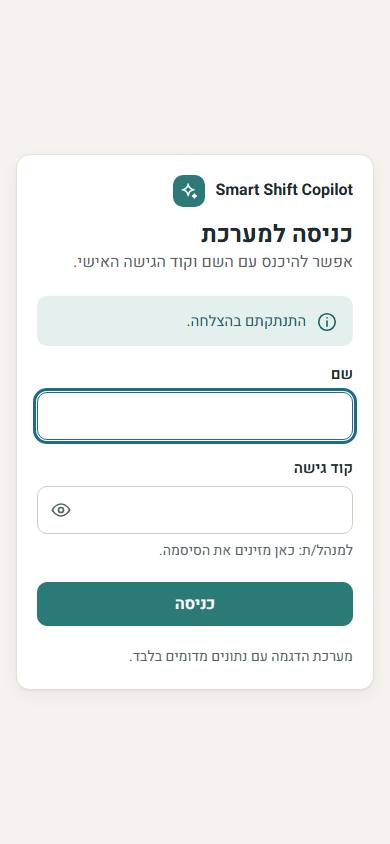 Smart Shift Copilot
כניסה למערכת
אפשר להיכנס עם השם וקוד הגישה האישי.
התנתקתם בהצלחה.
שם
קוד גישה
למנהל/ת: כאן מזינים את הסיסמה.
כניסה
מערכת הדגמה עם נתונים מדומים בלבד.